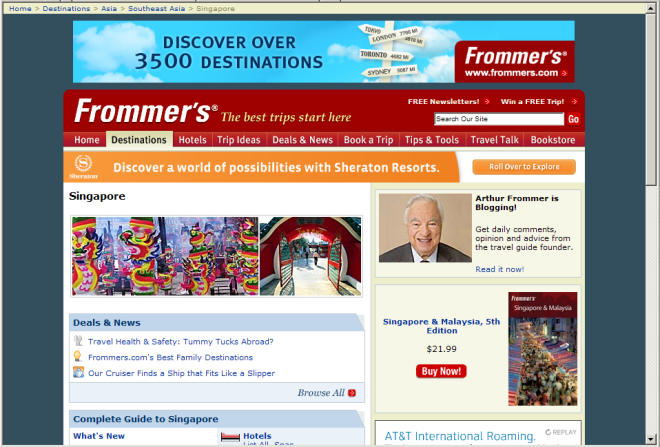 Home > Destinations > Asia > Southeast Asia > Singapore
DISCOVER OVER
3500 DESTINATIONS
TOKYO
LONDON 7796 MI
TORONTO 4682 MI
SYDNEY 5087 MI
Frommer's®
www.frommers.com
Frommer's®
The best trips start here
FREE Newsletters!
Win a FREE Trip!
Search Our Site
Go
Home
Destinations
Hotels
Trip Ideas
Deals & News
Book a Trip
Tips & Tools
Travel Talk
Bookstore
Sheraton
Discover a world of possibilities with Sheraton Resorts.
Roll Over to Explore
Singapore
Deals & News
Travel Health & Safety: Tummy Tucks Abroad?
Frommers.com's Best Family Destinations
Our Cruiser Finds a Ship that Fits Like a Slipper
Browse All
Complete Guide to Singapore
What's New
Hotels
List All, Spas,
Arthur Frommer is
Blogging!
Get daily comments,
opinion and advice from
the travel guide founder.
Read it now!
Singapore & Malaysia, 5th
Edition
$21.99
Buy Now!
Frommer's
Singapore & Malaysia
AT&T International Roaming.
REPLAY